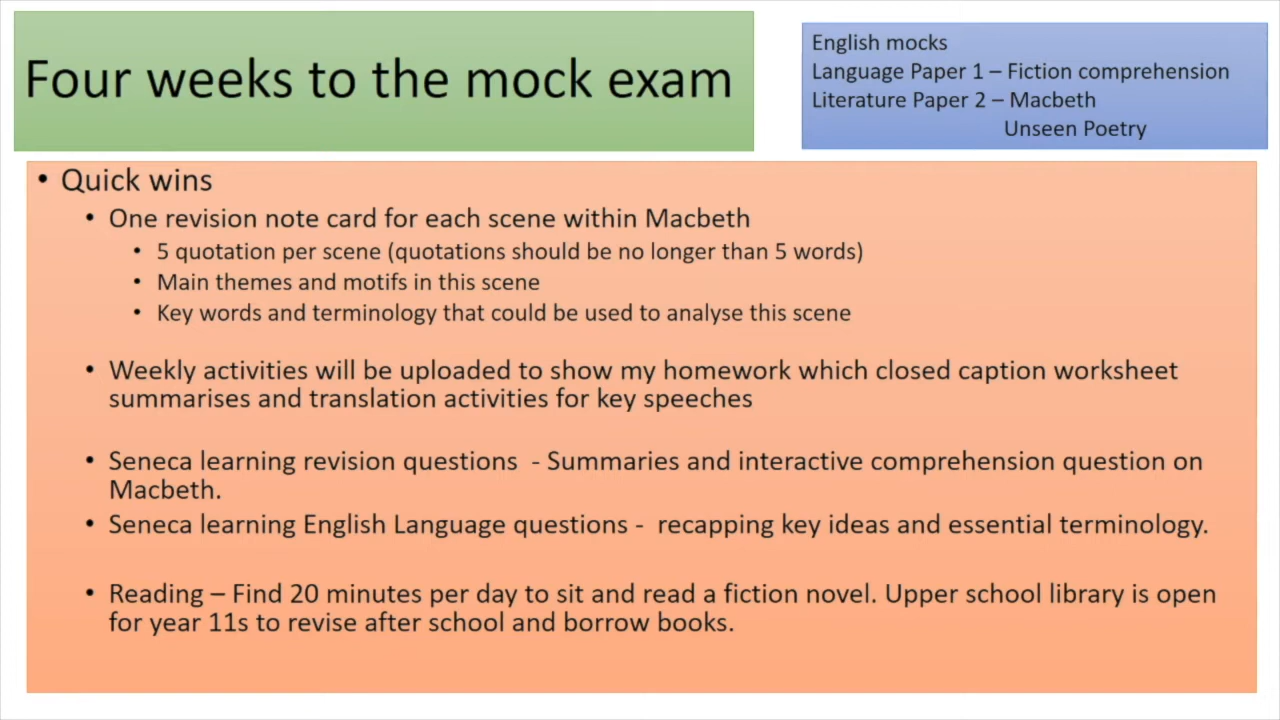 Four weeks to the mock exam
English mocks
Language Paper 1 – Fiction comprehension
Literature Paper 2 – Macbeth
Unseen Poetry
• Quick wins
• One revision note card for each scene within Macbeth
• 5 quotation per scene (quotations should be no longer than 5 words)
• Main themes and motifs in this scene
• Key words and terminology that could be used to analyse this scene
• Weekly activities will be uploaded to show my homework which closed caption worksheet
summarises and translation activities for key speeches
• Seneca learning revision questions  - Summaries and interactive comprehension question on
Macbeth.
• Seneca learning English Language questions -  recapping key ideas and essential terminology.
• Reading – Find 20 minutes per day to sit and read a fiction novel. Upper school library is open
for year 11s to revise after school and borrow books.